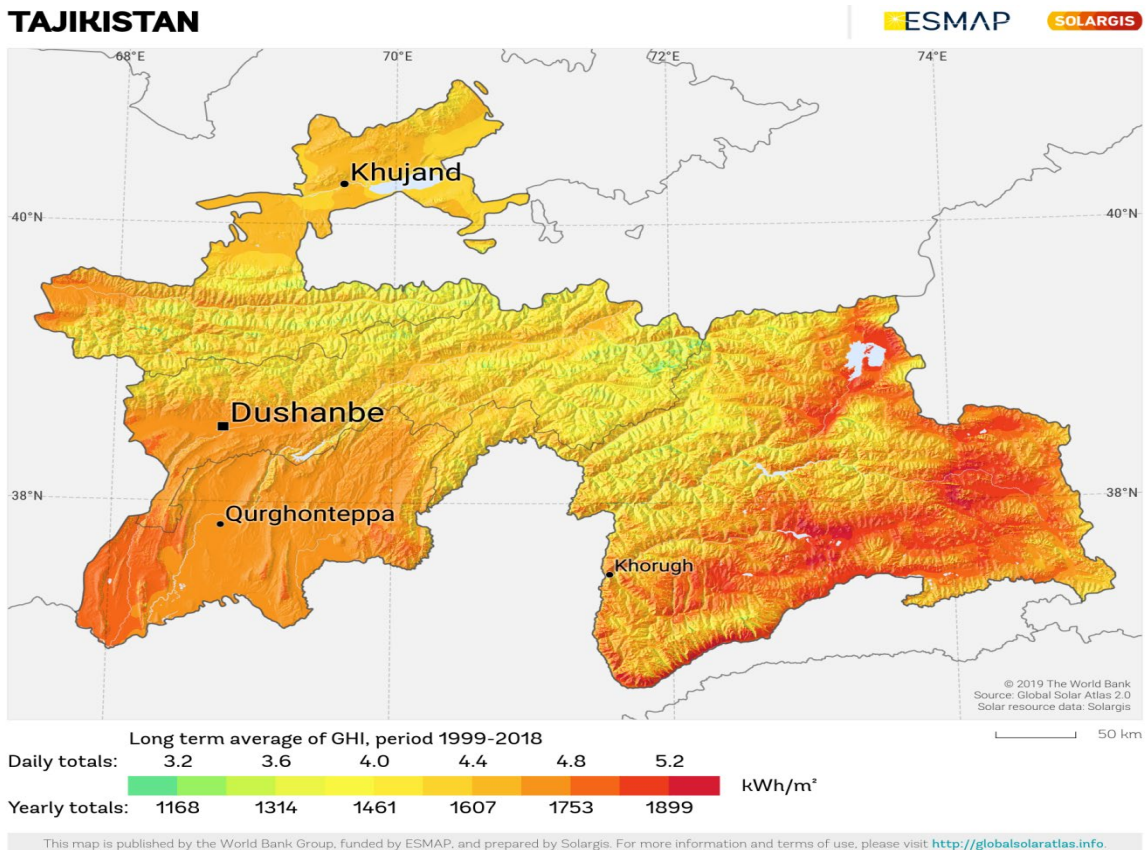 TAJIKISTAN
ESMAP
SOLARGIS
68°E 70°E 72°E 74°E
Khujand
40°N 40°N
Dushanbe
38°N 38°N
Qurghonteppa
Khorugh
© 2019 The World Bank
Source: Global Solar Atlas 2.0
Solar resource data: Solargis
50 km
Long term average of GHI, period 1999-2018
Daily totals: 3.2 3.6 4.0 4.4 4.8 5.2
kWh/m²
Yearly totals: 1168 1314 1461 1607 1753 1899
This map is published by the World Bank Group, funded by ESMAP, and prepared by Solargis. For more information and terms of use, please visit http://globalsolaratlas.info.